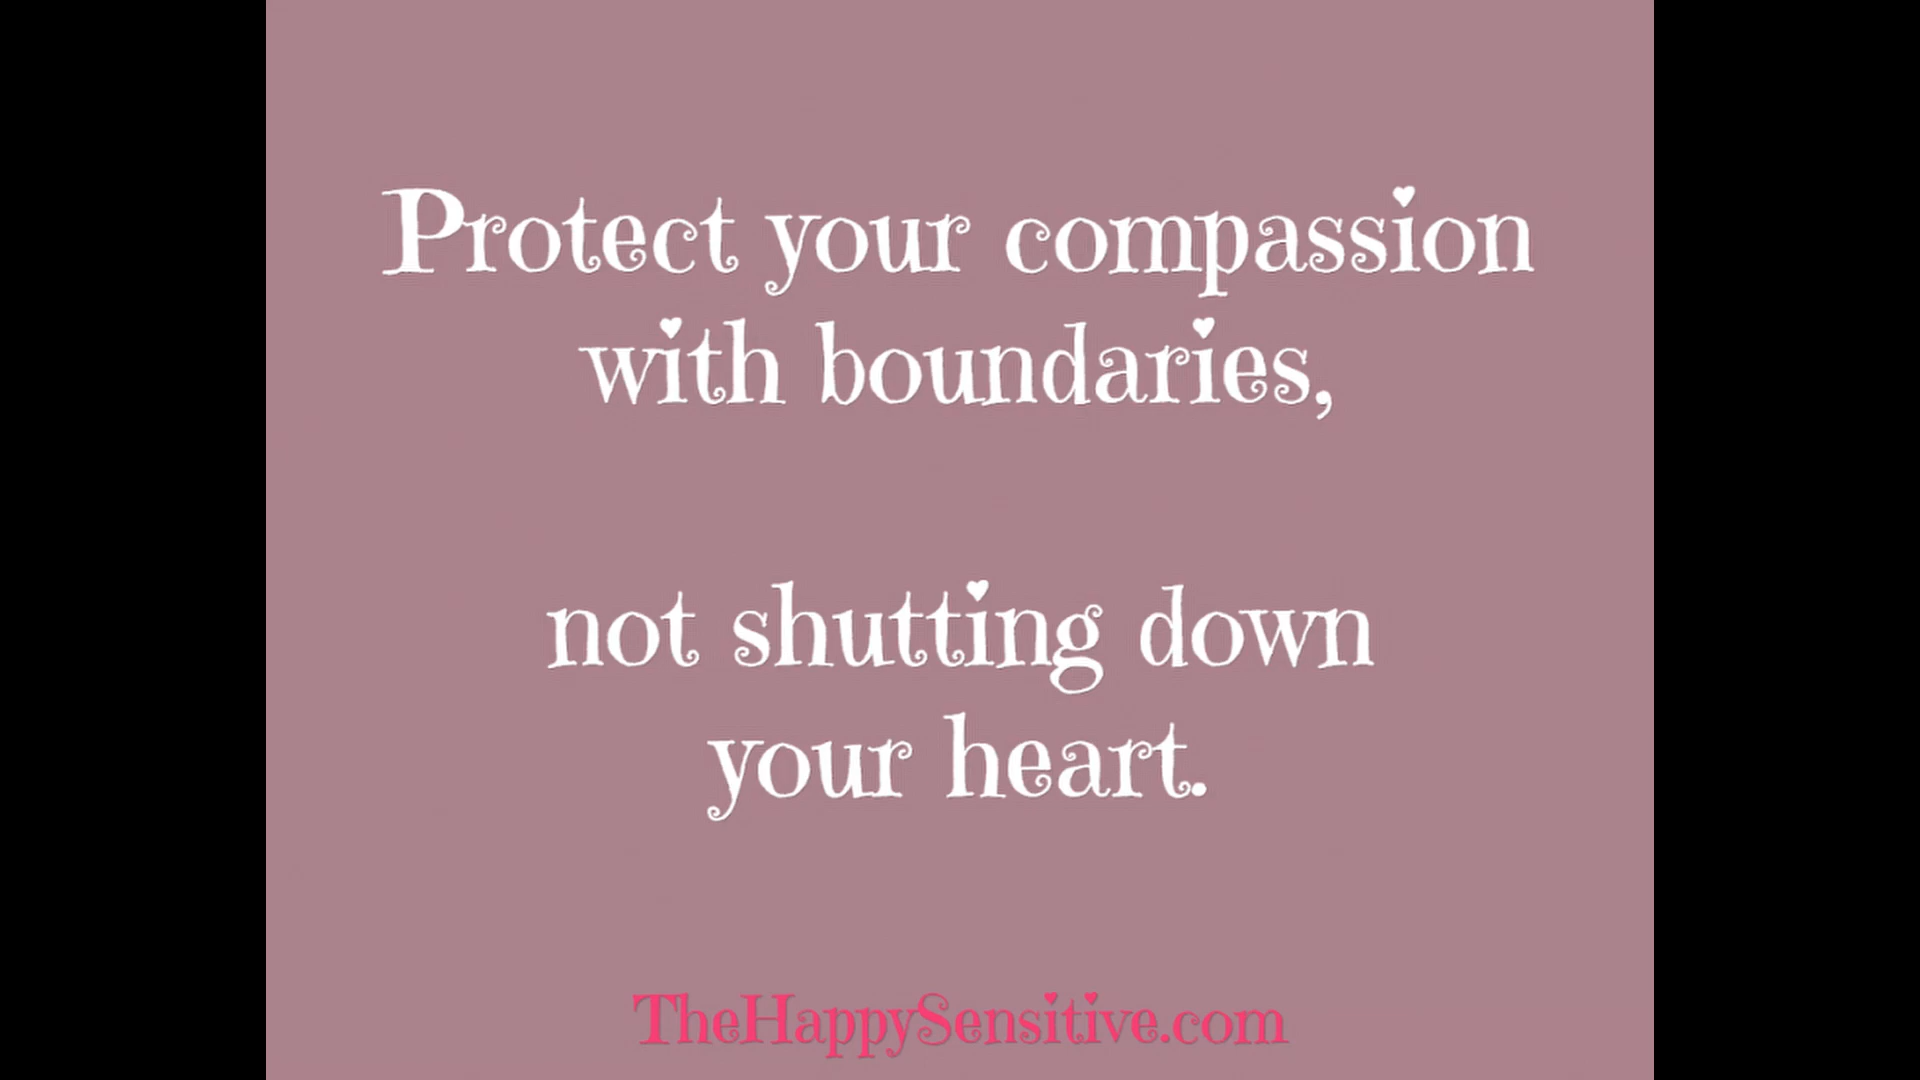 Protect your compassion
with boundaries,
not shutting down
your heart.
TheHappySensitive.com